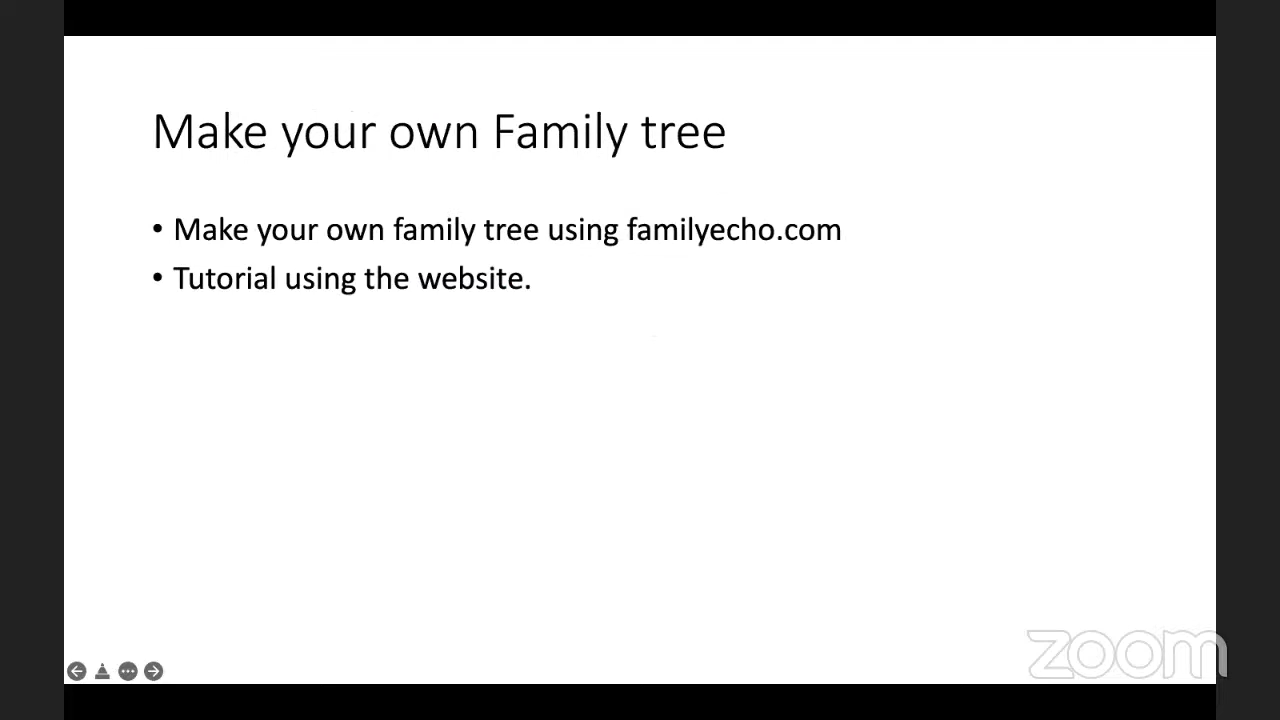 Make your own Family tree
• Make your own family tree using familyecho.com
• Tutorial using the website.
zoom